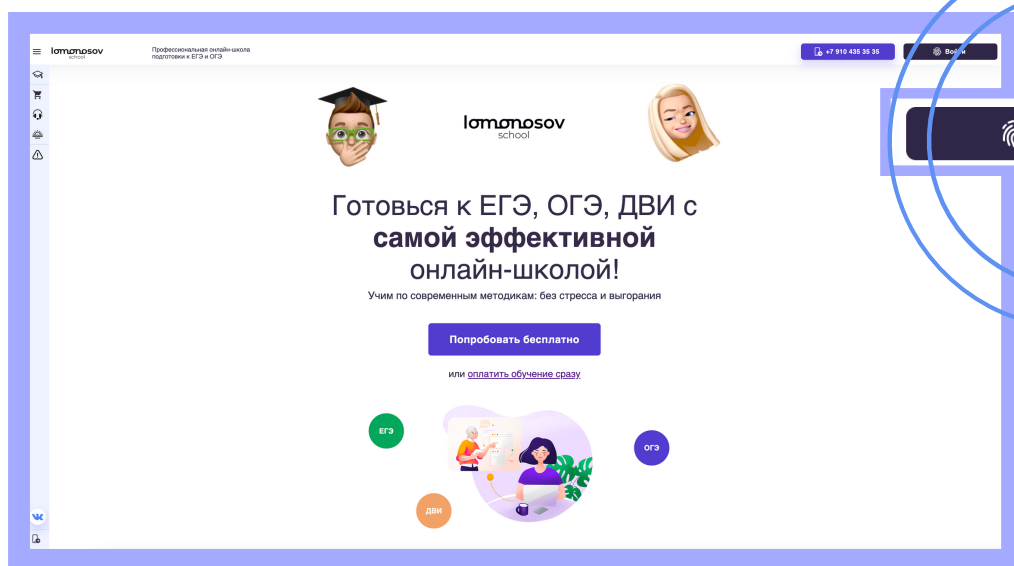 lomonosov
school
Профессиональная онлайн-школа
подготовки к ЕГЭ и ОГЭ
+7 910 435 35 35
Войти
lomonosov
school
Готовься к ЕГЭ, ОГЭ, ДВИ с
самой эффективной
онлайн-школой!
Учим по современным методикам: без стресса и выгорания
Попробовать бесплатно
или оплатить обучение сразу
ЕГЭ
ОГЭ
ДВИ